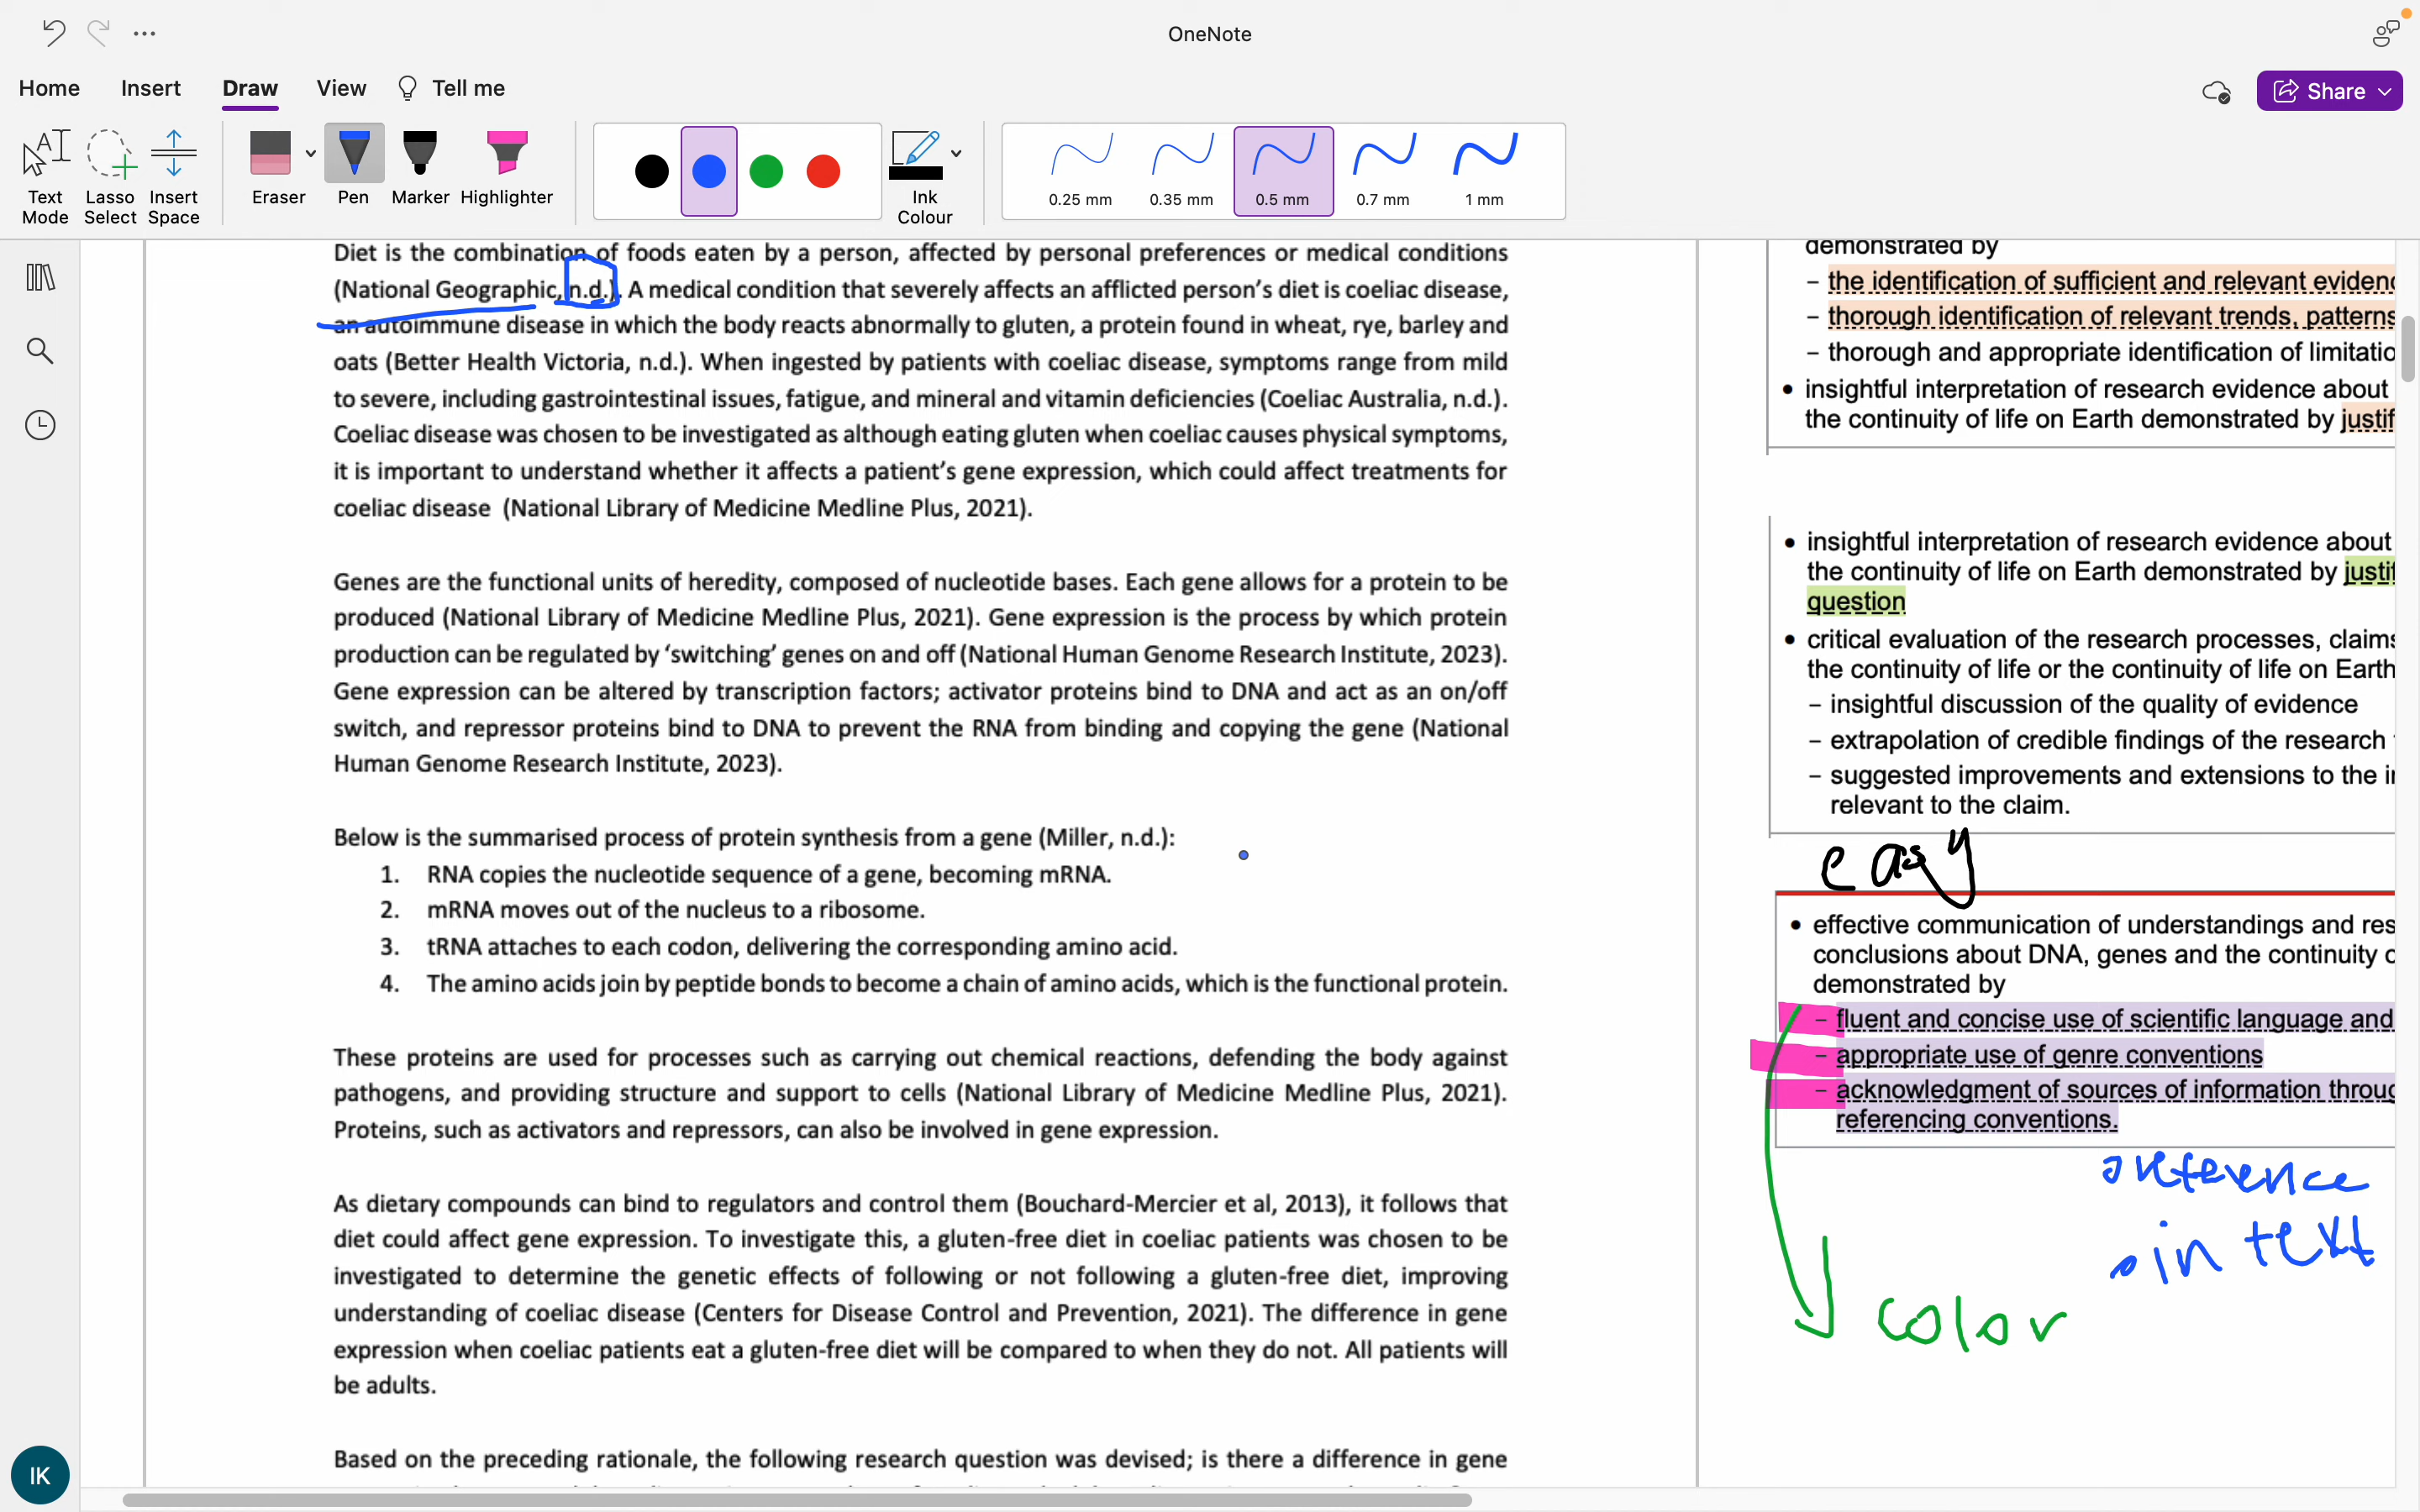 OneNote
Home Insert Draw View Tell me
Share
Text Mode
Lasso Select
Insert Space
Eraser
Pen
Marker
Highlighter
Ink Colour
0.25 mm
0.35 mm
0.5 mm
0.7 mm
1 mm
Diet is the combination of foods eaten by a person, affected by personal preferences or medical conditions
(National Geographic, n.d.). A medical condition that severely affects an afflicted person's diet is coeliac disease,
an autoimmune disease in which the body reacts abnormally to gluten, a protein found in wheat, rye, barley and
oats (Better Health Victoria, n.d.). When ingested by patients with coeliac disease, symptoms range from mild
to severe, including gastrointestinal issues, fatigue, and mineral and vitamin deficiencies (Coeliac Australia, n.d.).
Coeliac disease was chosen to be investigated as although eating gluten when coeliac causes physical symptoms,
it is important to understand whether it affects a patient's gene expression, which could affect treatments for
coeliac disease (National Library of Medicine Medline Plus, 2021).
Genes are the functional units of heredity, composed of nucleotide bases. Each gene allows for a protein to be
produced (National Library of Medicine Medline Plus, 2021). Gene expression is the process by which protein
production can be regulated by 'switching' genes on and off (National Human Genome Research Institute, 2023).
Gene expression can be altered by transcription factors; activator proteins bind to DNA and act as an on/off
switch, and repressor proteins bind to DNA to prevent the RNA from binding and copying the gene (National
Human Genome Research Institute, 2023).
Below is the summarised process of protein synthesis from a gene (Miller, n.d.):
1. RNA copies the nucleotide sequence of a gene, becoming mRNA.
2. mRNA moves out of the nucleus to a ribosome.
3. tRNA attaches to each codon, delivering the corresponding amino acid.
4. The amino acids join by peptide bonds to become a chain of amino acids, which is the functional protein.
These proteins are used for processes such as carrying out chemical reactions, defending the body against
pathogens, and providing structure and support to cells (National Library of Medicine Medline Plus, 2021).
Proteins, such as activators and repressors, can also be involved in gene expression.
As dietary compounds can bind to regulators and control them (Bouchard-Mercier et al, 2013), it follows that
diet could affect gene expression. To investigate this, a gluten-free diet in coeliac patients was chosen to be
investigated to determine the genetic effects of following or not following a gluten-free diet, improving
understanding of coeliac disease (Centers for Disease Control and Prevention, 2021). The difference in gene
expression when coeliac patients eat a gluten-free diet will be compared to when they do not. All patients will
be adults.
Based on the preceding rationale, the following research question was devised; is there a difference in gene
demonstrated by
– the identification of sufficient and relevant evidenc
– thorough identification of relevant trends, patterns
– thorough and appropriate identification of limitatio
• insightful interpretation of research evidence about
the continuity of life on Earth demonstrated by justif
• insightful interpretation of research evidence about
the continuity of life on Earth demonstrated by justif
question
• critical evaluation of the research processes, claims
the continuity of life or the continuity of life on Earth
– insightful discussion of the quality of evidence
– extrapolation of credible findings of the research
– suggested improvements and extensions to the i
relevant to the claim.
easy
• effective communication of understandings and res
conclusions about DNA, genes and the continuity o
demonstrated by
– fluent and concise use of scientific language and
– appropriate use of genre conventions
– acknowledgment of sources of information throug
referencing conventions.
reference
in text
color
IK